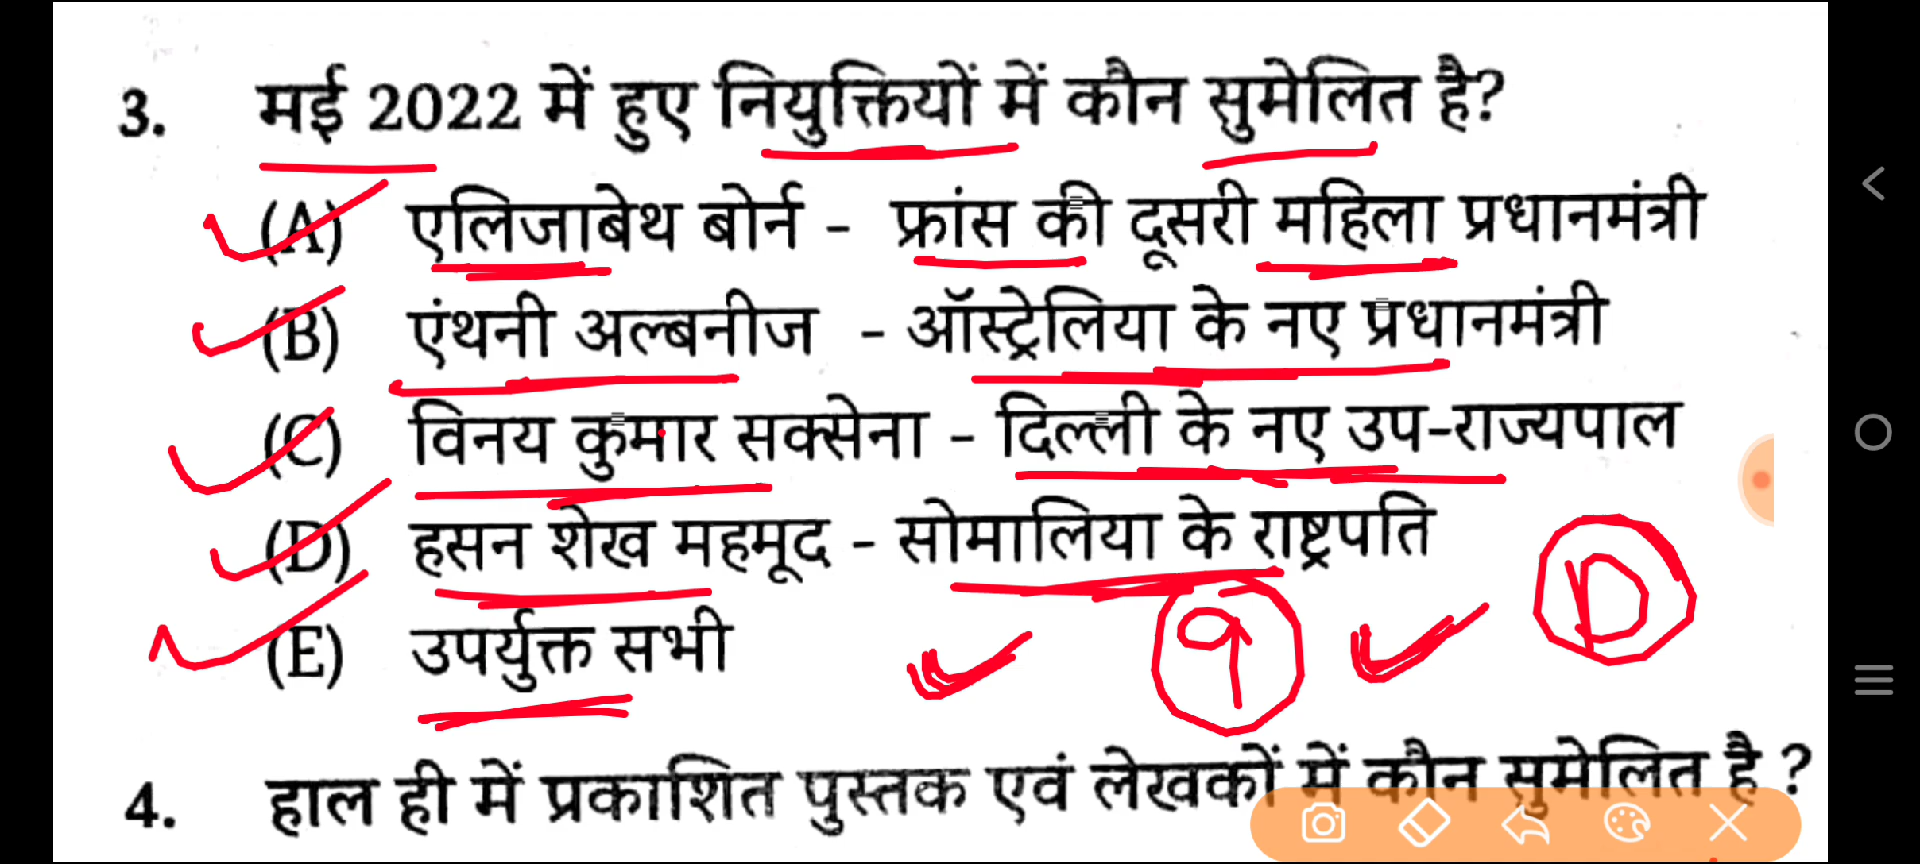 3. मई 2022 में हुए नियुक्तियों में कौन सुमेलित है?
(A) एलिजाबेथ बोर्न - फ्रांस की दूसरी महिला प्रधानमंत्री
(B) एंथनी अल्बनीज - ऑस्ट्रेलिया के नए प्रधानमंत्री
(C) विनय कुमार सक्सेना - दिल्ली के नए उप-राज्यपाल
(D) हसन शेख महमूद - सोमालिया के राष्ट्रपति
(E) उपर्युक्त सभी
9 D
4. हाल ही में प्रकाशित पुस्तक एवं लेखकों में कौन सुमेलित है ?